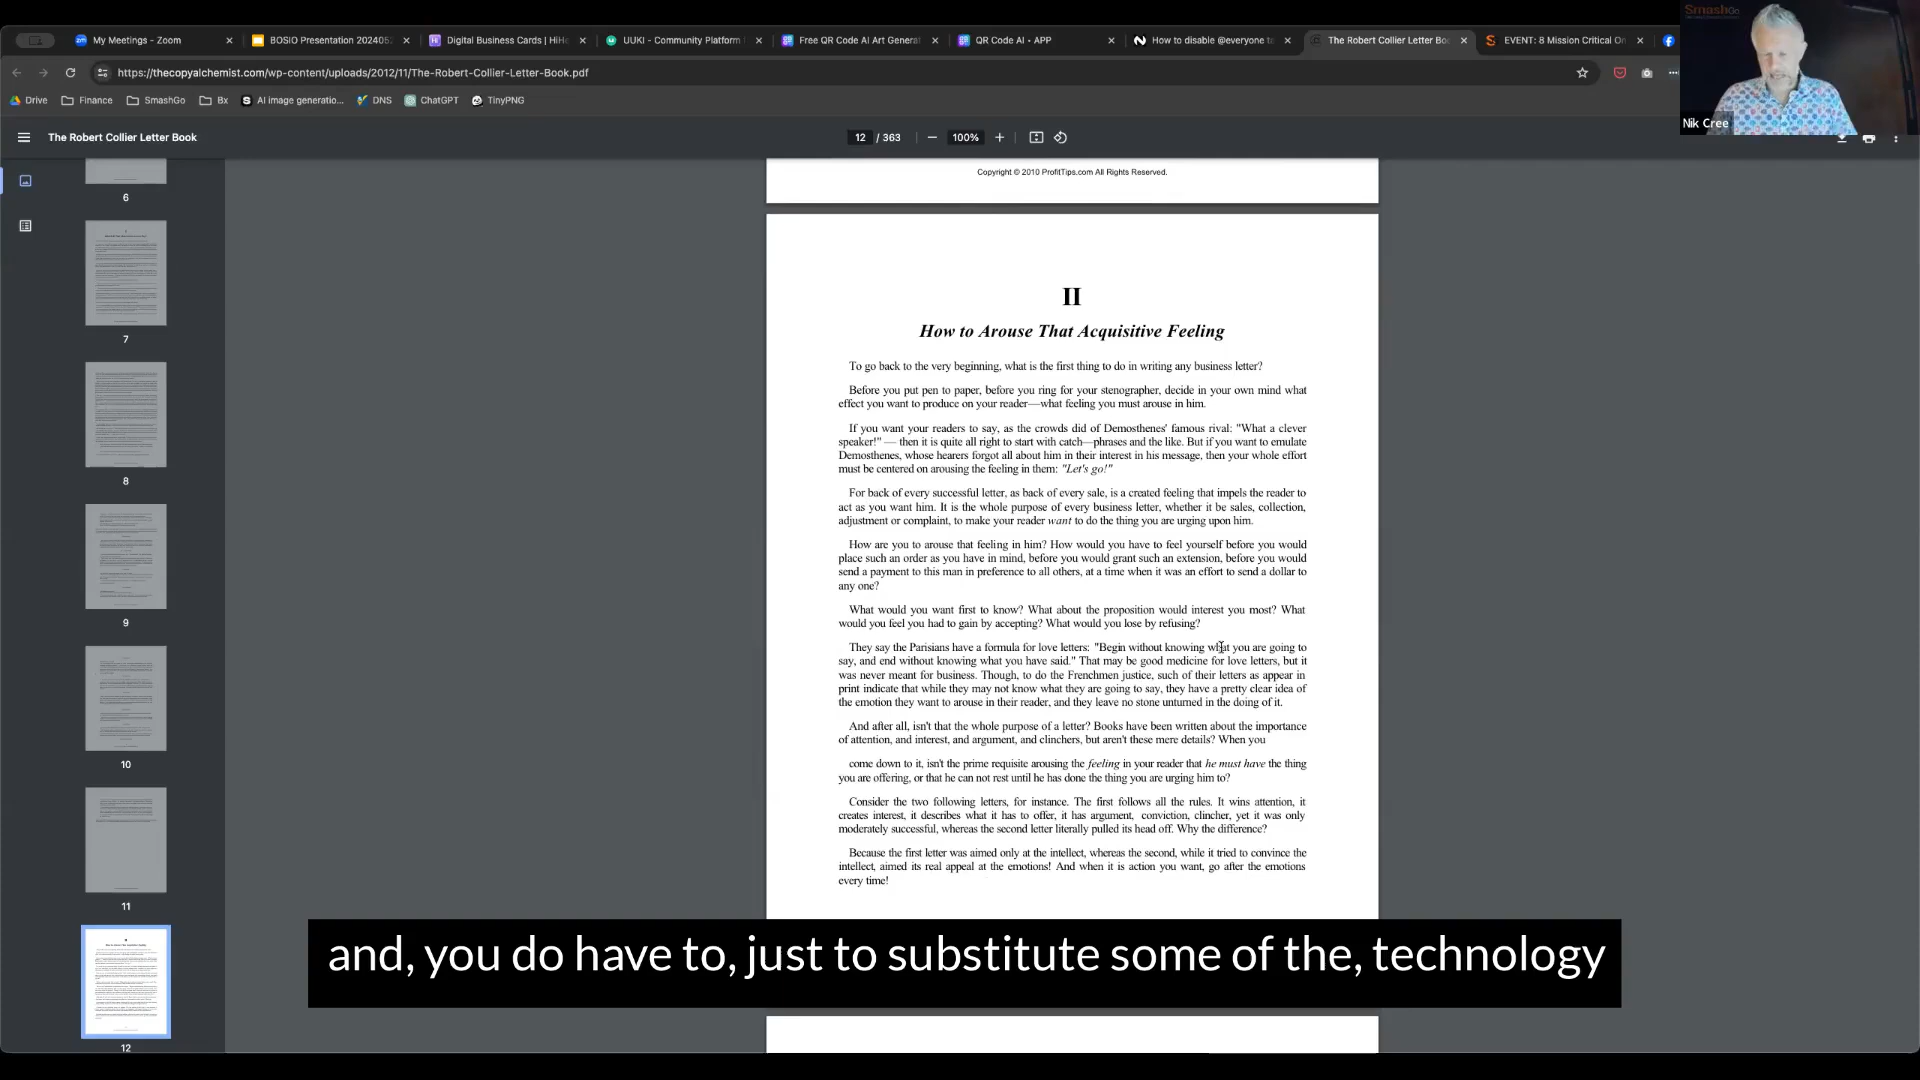 My Meetings - Zoom
BOSIO Presentation 2024052
Digital Business Cards | HiHe
UUKI - Community Platform
Free QR Code AI Art Generat
QR Code AI • APP
How to disable @everyone ta
The Robert Collier Letter Boo
EVENT: 8 Mission Critical On
https://thecopyalchemist.com/wp-content/uploads/2012/11/The-Robert-Collier-Letter-Book.pdf
Drive
Finance
SmashGo
Bx
AI image generatio...
DNS
ChatGPT
TinyPNG
SmashGo
Nik Cree
The Robert Collier Letter Book
12 / 363
100%
6
7
8
9
10
11
12
Copyright © 2010 ProfitTips.com All Rights Reserved.
II
How to Arouse That Acquisitive Feeling
To go back to the very beginning, what is the first thing to do in writing any business letter?
Before you put pen to paper, before you ring for your stenographer, decide in your own mind what
effect you want to produce on your reader—what feeling you must arouse in him.
If you want your readers to say, as the crowds did of Demosthenes' famous rival: "What a clever
speaker!" — then it is quite all right to start with catch—phrases and the like. But if you want to emulate
Demosthenes, whose hearers forgot all about him in their interest in his message, then your whole effort
must be centered on arousing the feeling in them: "Let's go!"
For back of every successful letter, as back of every sale, is a created feeling that impels the reader to
act as you want him. It is the whole purpose of every business letter, whether it be sales, collection,
adjustment or complaint, to make your reader want to do the thing you are urging upon him.
How are you to arouse that feeling in him? How would you have to feel yourself before you would
place such an order as you have in mind, before you would grant such an extension, before you would
send a payment to this man in preference to all others, at a time when it was an effort to send a dollar to
any one?
What would you want first to know? What about the proposition would interest you most? What
would you feel you had to gain by accepting? What would you lose by refusing?
They say the Parisians have a formula for love letters: "Begin without knowing what you are going to
say, and end without knowing what you have said." That may be good medicine for love letters, but it
was never meant for business. Though, to do the Frenchmen justice, such of their letters as appear in
print indicate that while they may not know what they are going to say, they have a pretty clear idea of
the emotion they want to arouse in their reader, and they leave no stone unturned in the doing of it.
And after all, isn't that the whole purpose of a letter? Books have been written about the importance
of attention, and interest, and argument, and clinchers, but aren't these mere details? When you
come down to it, isn't the prime requisite arousing the feeling in your reader that he must have the thing
you are offering, or that he can not rest until he has done the thing you are urging him to?
Consider the two following letters, for instance. The first follows all the rules. It wins attention, it
creates interest, it describes what it has to offer, it has argument, conviction, clincher, yet it was only
moderately successful, whereas the second letter literally pulled its head off. Why the difference?
Because the first letter was aimed only at the intellect, whereas the second, while it tried to convince the
intellect, aimed its real appeal at the emotions! And when it is action you want, go after the emotions
every time!
and, you do have to, just to substitute some of the, technology